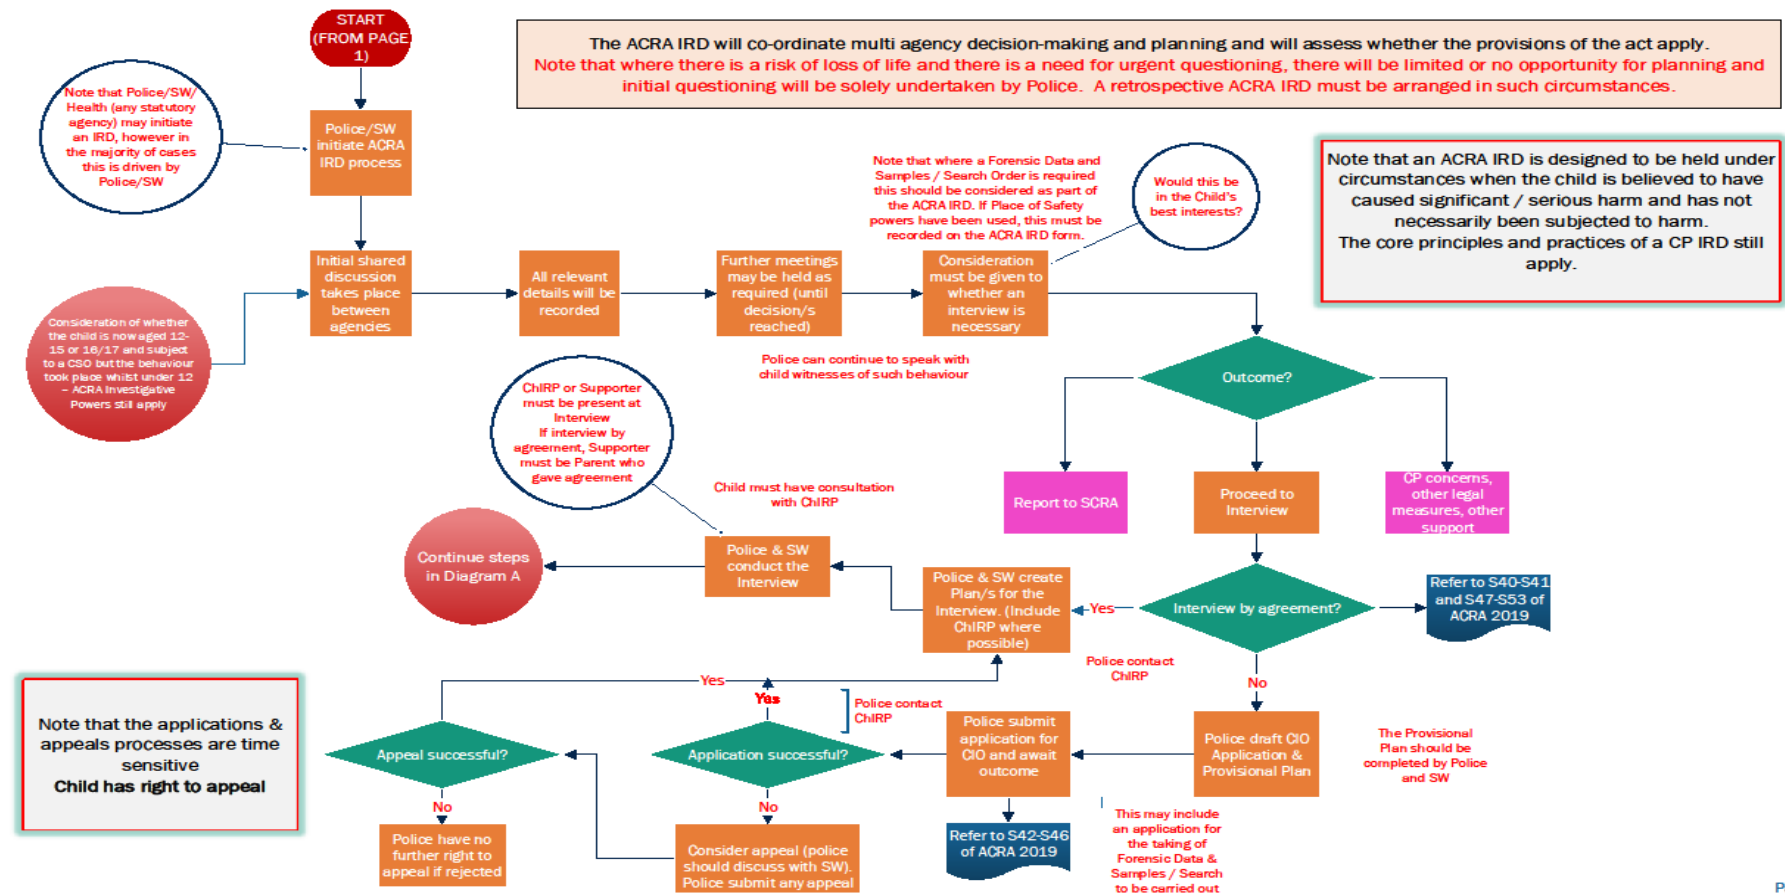 START
(FROM PAGE
1)
The ACRA IRD will co-ordinate multi agency decision-making and planning and will assess whether the provisions of the act apply.
Note that where there is a risk of loss of life and there is a need for urgent questioning, there will be limited or no opportunity for planning and
initial questioning will be solely undertaken by Police.  A retrospective ACRA IRD must be arranged in such circumstances.
Note that Police/SW/
Health (any statutory
agency) may initiate
an IRD, however in
the majority of cases
this is driven by
Police/SW
Police/SW
initiate ACRA
IRD process
Note that where a Forensic Data and
Samples / Search Order is required
this should be considered as part of
the ACRA IRD. If Place of Safety
powers have been used, this must be
recorded on the ACRA IRD form.
Would this be
in the Child's
best interests?
Note that an ACRA IRD is designed to be held under
circumstances when the child is believed to have
caused significant / serious harm and has not
necessarily been subjected to harm.
The core principles and practices of a CP IRD still
apply.
Initial shared
discussion
takes place
between
agencies
All relevant
details will be
recorded
Further meetings
may be held as
required (until
decision/s
reached)
Consideration
must be given to
whether an
interview is
necessary
Consideration of whether
the child is now aged 12-
15 or 16/17 and subject
to a CSO but the behaviour
took place whilst under 12
– ACRA Investigative
Powers still apply
Police can continue to speak with
child witnesses of such behaviour
Outcome?
ChIRP or Supporter
must be present at
Interview
If interview by
agreement, Supporter
must be Parent who
gave agreement
Child must have consultation
with ChIRP
Report to SCRA
Proceed to
Interview
CP concerns,
other legal
measures, other
support
Continue steps
in Diagram A
Police & SW
conduct the
Interview
Police & SW create
Plan/s for the
Interview. (Include
ChIRP where
possible)
Yes
Interview by agreement?
Refer to S40-S41
and S47-S53 of
ACRA 2019
Police contact
ChIRP
No
Note that the applications &
appeals processes are time
sensitive
Child has right to appeal
Yes
Yes
Police contact
ChIRP
Appeal successful?
Application successful?
Police submit
application for
CIO and await
outcome
Police draft CIO
Application &
Provisional Plan
The Provisional
Plan should be
completed by Police
and SW
No
No
Police have no
further right to
appeal if rejected
Consider appeal (police
should discuss with SW).
Police submit any appeal
Refer to S42-S46
of ACRA 2019
This may include
an application for
the taking of
Forensic Data &
Samples / Search
to be carried out
P